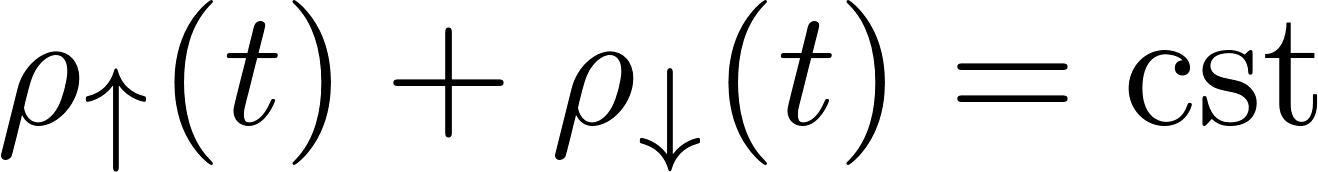 ρ↑(t) + ρ↓(t) = cst